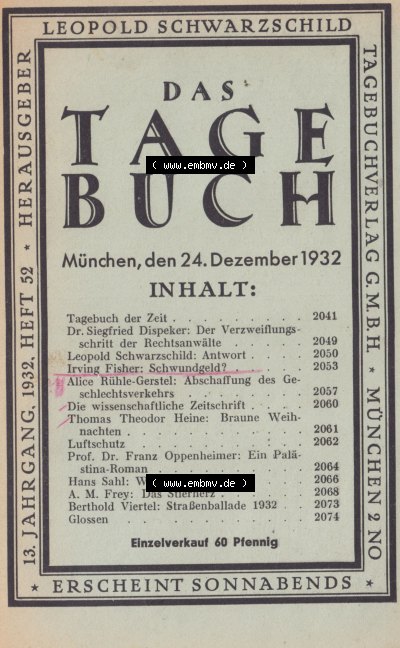 LEOPOLD SCHWARZSCHILD
HERAUSGEBER
13. JAHRGANG, 1932, HEFT 52 *
TAGEBUCHVERLAG G.M.B.H. * MÜNCHEN 2 NO
DAS
TAGE
( www.embmv.de )
BUCH
München, den 24. Dezember 1932
INHALT:
Tagebuch der Zeit . . . . . . . . . . 2041
Dr. Siegfried Dispeker: Der Verzweiflungs-
schritt der Rechtsanwälte . . . . . . 2049
Leopold Schwarzschild: Antwort . . . . 2050
Irving Fisher: Schwundgeld? . . . . . 2053
Alice Rühle-Gerstel: Abschaffung des Ge-
schlechtsverkehrs . . . . . . . . . 2057
Die wissenschaftliche Zeitschrift . . . . 2060
Thomas Theodor Heine: Braune Weih-
nachten . . . . . . . . . . . 2061
Luftschutz . . . . . . . . . . . 2062
Prof. Dr. Franz Oppenheimer: Ein Palä-
stina-Roman . . . . . . . . . . 2064
Hans Sahl: 2066
( www.embmv.de )
A. M. Frey: Das Stierherz . . . . . . 2068
Berthold Viertel: Straßenballade 1932 . . 2073
Glossen . . . . . . . . . . . . 2074
Einzelverkauf 60 Pfennig
* ERSCHEINT SONNABENDS *
( www.embmv.de )